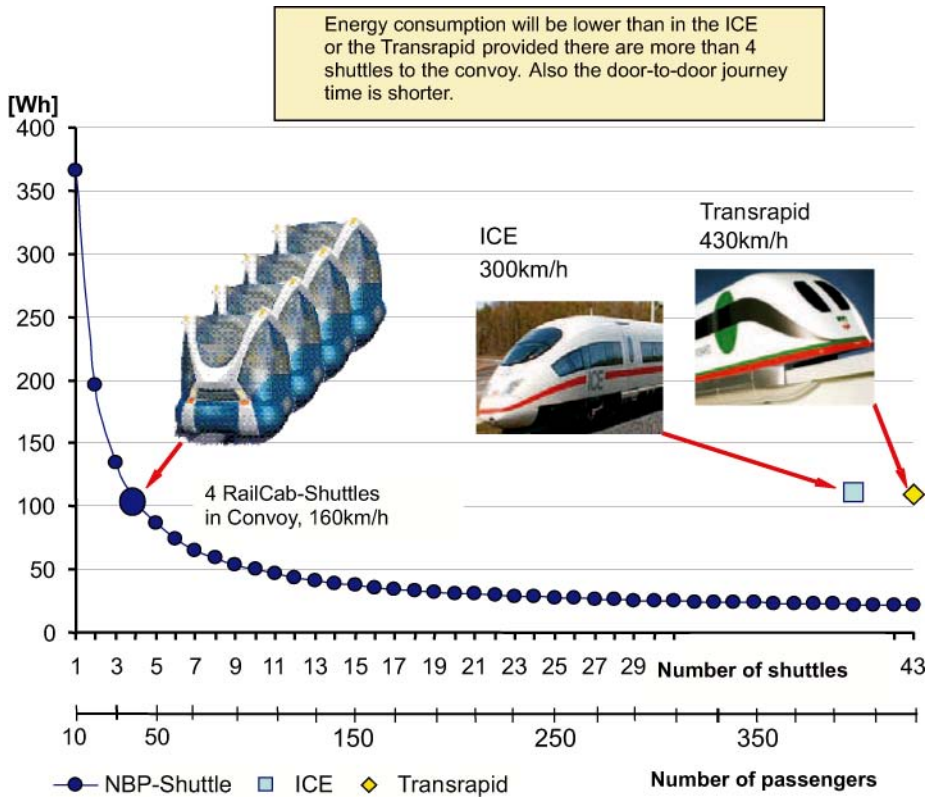 Energy consumption will be lower than in the ICE
or the Transrapid provided there are more than 4
shuttles to the convoy. Also the door-to-door journey
time is shorter.
[Wh]
400
350
300
250
200
150
100
50
0
Transrapid
430km/h
ICE
300km/h
ICE
4 RailCab-Shuttles
in Convoy, 160km/h
1 3 5 7 9 11 13 15 17 19 21 23 25 27 29 Number of shuttles 43
10 50 150 250 350
NBP-Shuttle ICE Transrapid Number of passengers